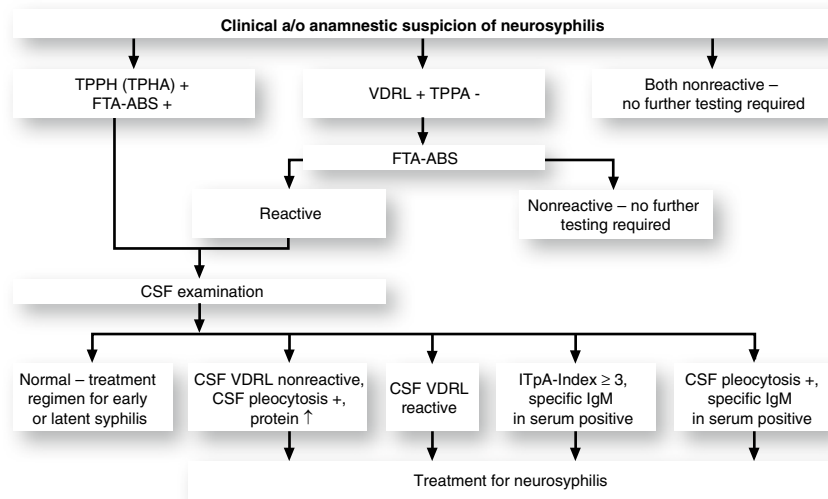 Clinical a/o anamnestic suspicion of neurosyphilis
TPPH (TPHA) +
FTA-ABS +
VDRL + TPPA -
Both nonreactive –
no further testing required
FTA-ABS
Reactive
Nonreactive – no further
testing required
CSF examination
Normal – treatment
regimen for early
or latent syphilis
CSF VDRL nonreactive,
CSF pleocytosis +,
protein ↑
CSF VDRL
reactive
ITpA-Index ≥ 3,
specific IgM
in serum positive
CSF pleocytosis +,
specific IgM
in serum positive
Treatment for neurosyphilis